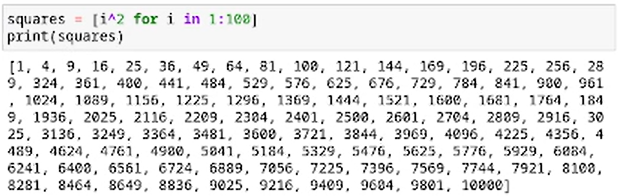 squares = [i^2 for i in 1:100]
print(squares)
[1, 4, 9, 16, 25, 36, 49, 64, 81, 100, 121, 144, 169, 196, 225, 256, 28
9, 324, 361, 400, 441, 484, 529, 576, 625, 676, 729, 784, 841, 900, 961
, 1024, 1089, 1156, 1225, 1296, 1369, 1444, 1521, 1600, 1681, 1764, 184
9, 1936, 2025, 2116, 2209, 2304, 2401, 2500, 2601, 2704, 2809, 2916, 30
25, 3136, 3249, 3364, 3481, 3600, 3721, 3844, 3969, 4096, 4225, 4356, 4
489, 4624, 4761, 4900, 5041, 5184, 5329, 5476, 5625, 5776, 5929, 6084,
6241, 6400, 6561, 6724, 6889, 7056, 7225, 7396, 7569, 7744, 7921, 8100,
8281, 8464, 8649, 8836, 9025, 9216, 9409, 9604, 9801, 10000]